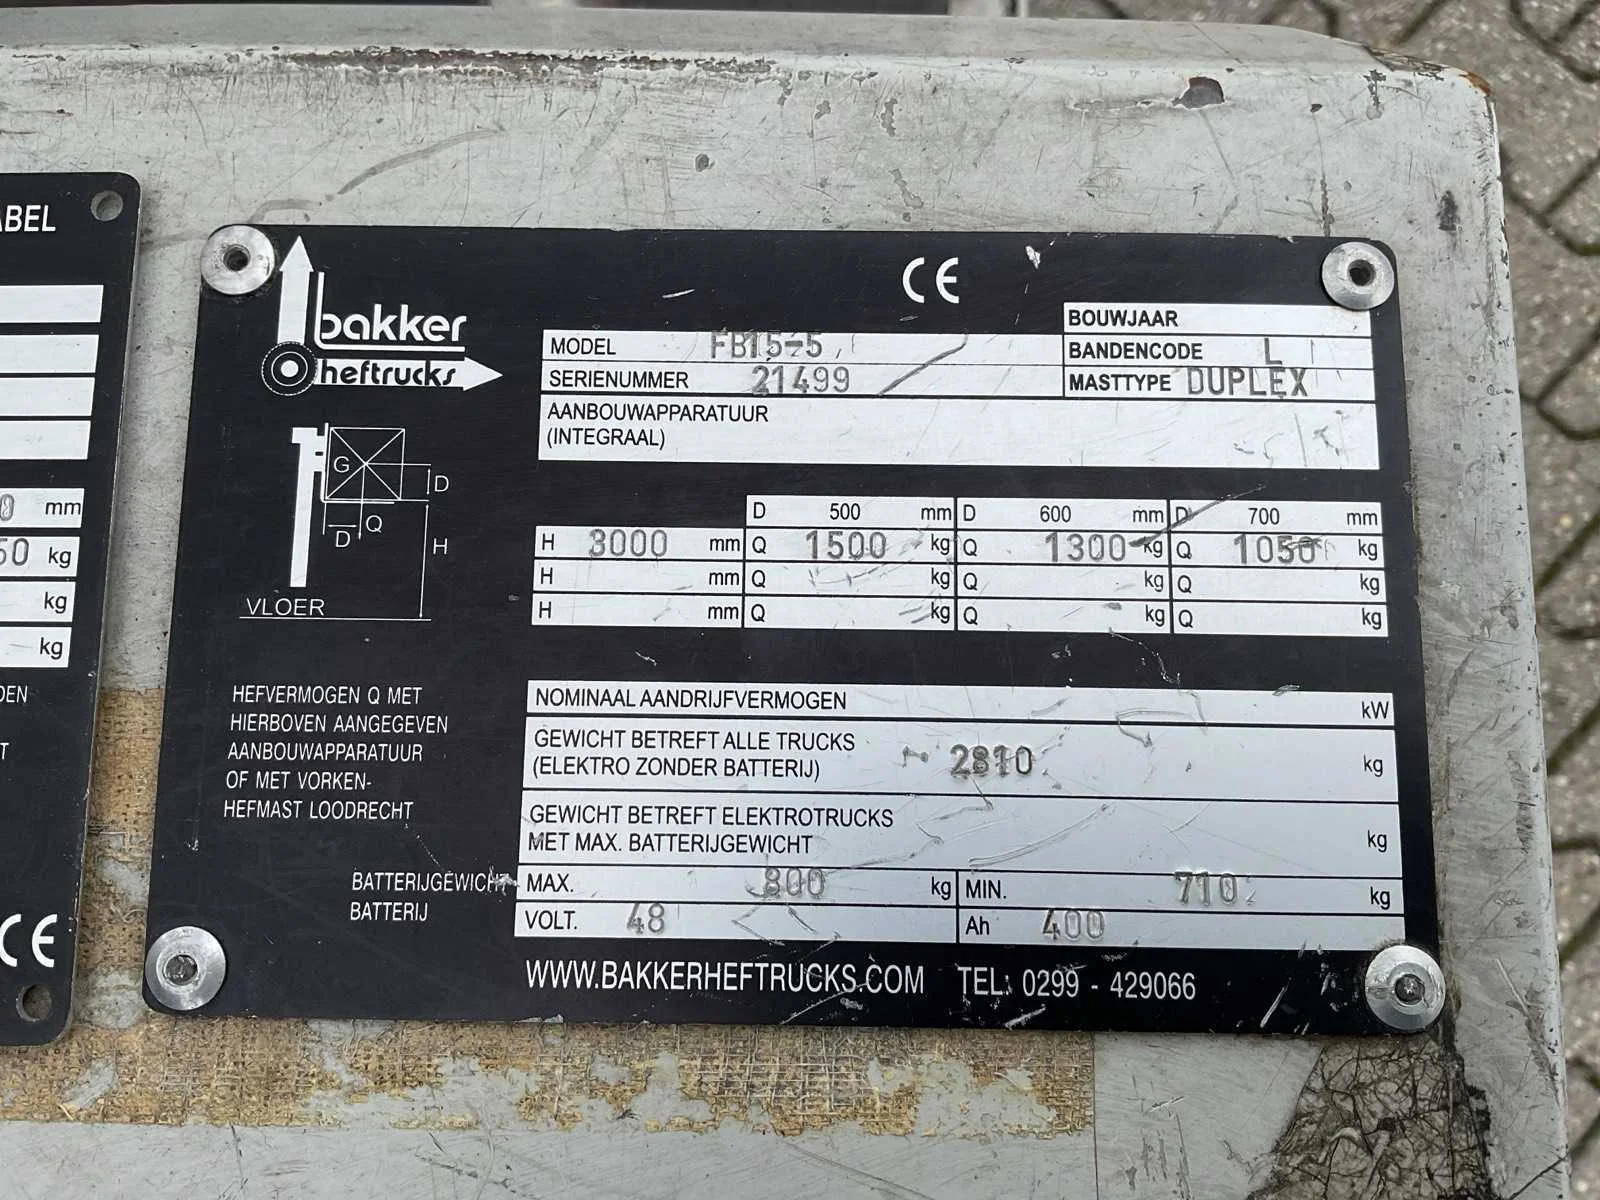 ABEL
mm
50 kg
kg
kg
DEN
T
CE
bakker
heftrucks
CE
MODEL FB15-5
SERIENUMMER 21499
BOUWJAAR
BANDENCODE L
MASTTYPE DUPLEX
AANBOUWAPPARATUUR
(INTEGRAAL)
G
D
Q
D
H
VLOER
D 500 mm D 600 mm D 700 mm
H 3000 mm Q 1500 kg Q 1300 kg Q 1050 kg
H mm Q kg Q kg Q kg
H mm Q kg Q kg Q kg
HEFVERMOGEN Q MET
HIERBOVEN AANGEGEVEN
AANBOUWAPPARATUUR
OF MET VORKEN-
HEFMAST LOODRECHT
NOMINAAL AANDRIJFVERMOGEN kW
GEWICHT BETREFT ALLE TRUCKS
(ELEKTRO ZONDER BATTERIJ) 2810 kg
GEWICHT BETREFT ELEKTROTRUCKS
MET MAX. BATTERIJGEWICHT kg
BATTERIJGEWICHT MAX. 800 kg MIN. 710 kg
BATTERIJ VOLT. 48 Ah 400
WWW.BAKKERHEFTRUCKS.COM TEL: 0299 - 429066